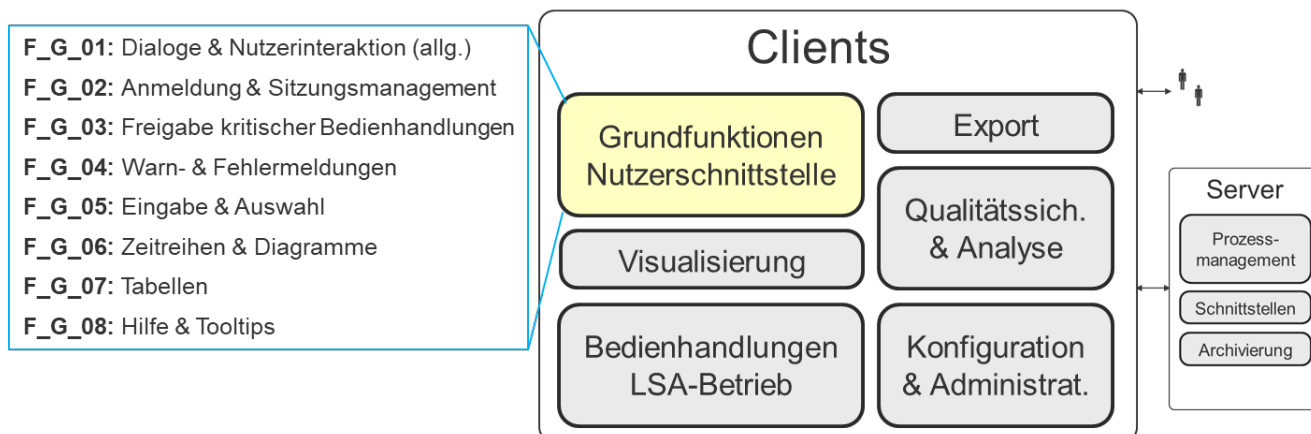 F_G_01: Dialoge & Nutzerinteraktion (allg.)
F_G_02: Anmeldung & Sitzungsmanagement
F_G_03: Freigabe kritischer Bedienhandlungen
F_G_04: Warn- & Fehlermeldungen
F_G_05: Eingabe & Auswahl
F_G_06: Zeitreihen & Diagramme
F_G_07: Tabellen
F_G_08: Hilfe & Tooltips
Clients
Grundfunktionen
Nutzerschnittstelle
Visualisierung
Bedienhandlungen
LSA-Betrieb
Export
Qualitätssich.
& Analyse
Konfiguration
& Administrat.
Server
Prozess-
management
Schnittstellen
Archivierung